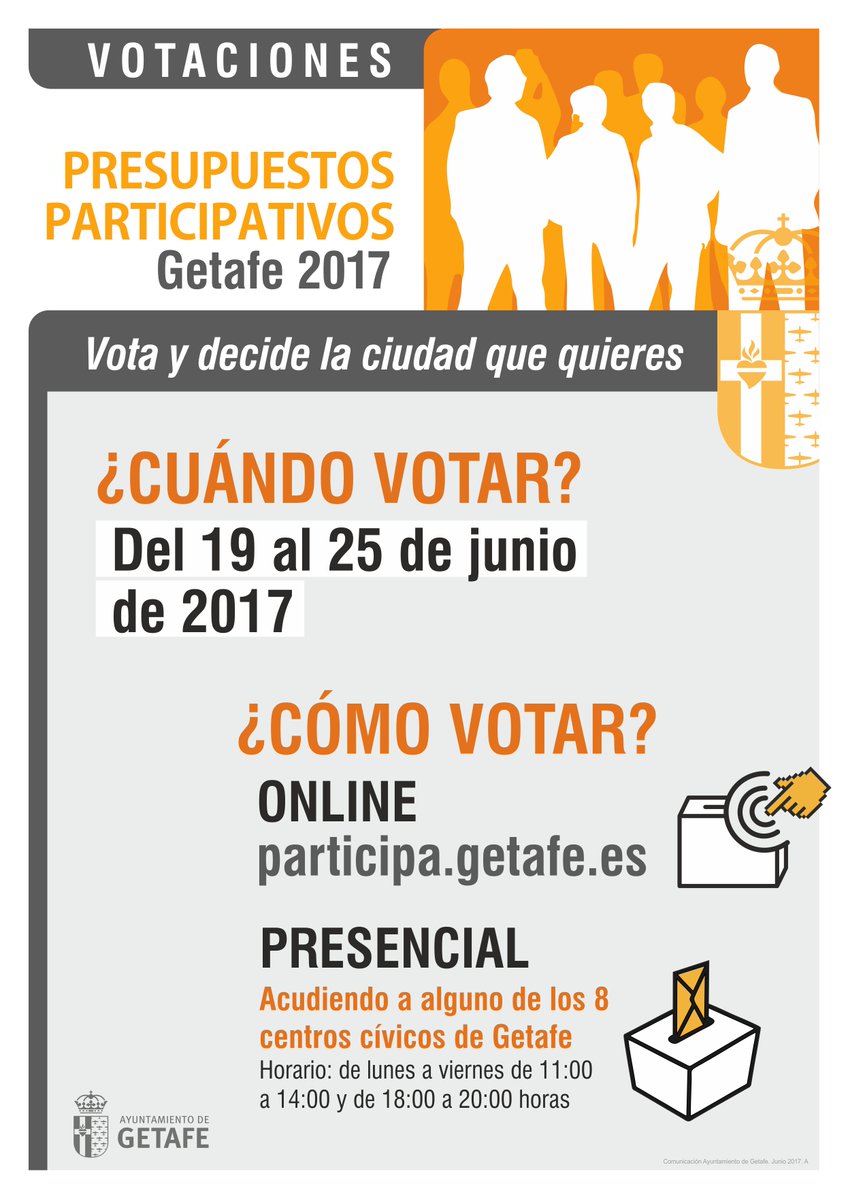 VOTACIONES
PRESUPUESTOS
PARTICIPATIVOS
Getafe 2017
Vota y decide la ciudad que quieres
¿CUÁNDO VOTAR?
Del 19 al 25 de junio
de 2017
¿CÓMO VOTAR?
ONLINE
participa.getafe.es
PRESENCIAL
Acudiendo a alguno de los 8
centros cívicos de Getafe
Horario: de lunes a viernes de 11:00
a 14:00 y de 18:00 a 20:00 horas
AYUNTAMIENTO DE
GETAFE
Comunicación Ayuntamiento de Getafe. Junio 2017. A